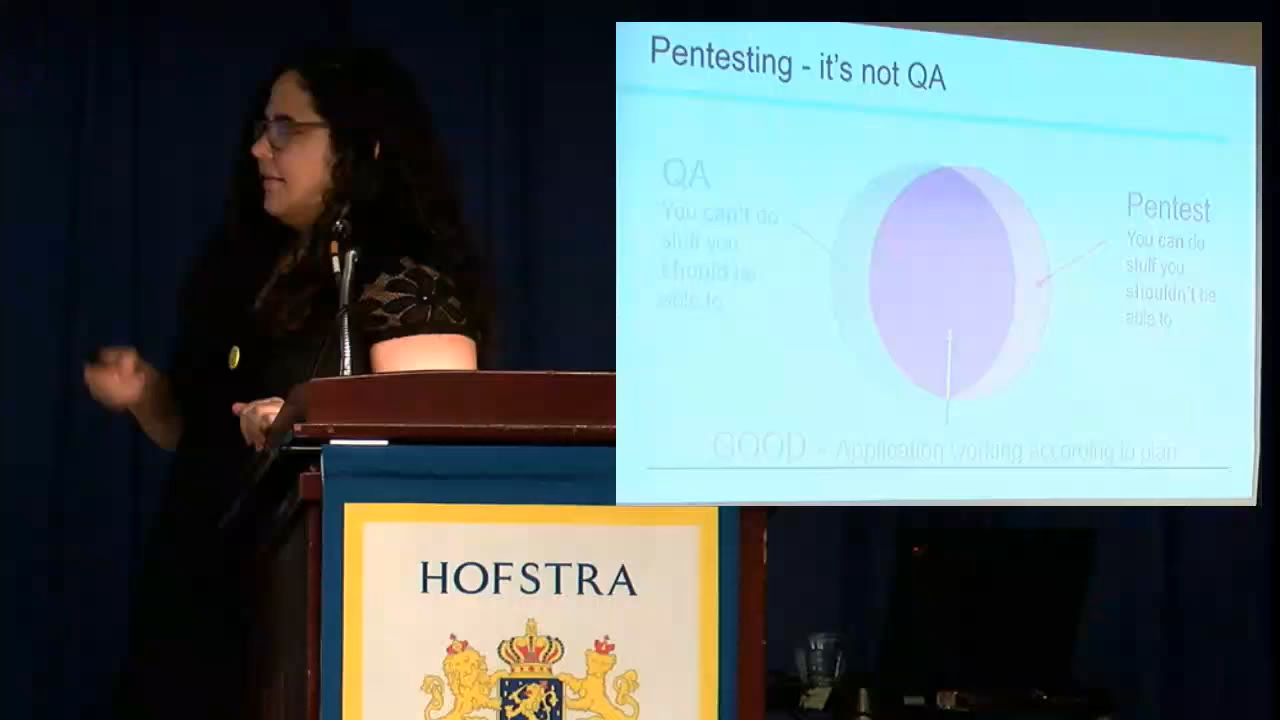 Pentesting - it's not QA
QA
You can't do
stuff you
should be
able to
Pentest
You can do
stuff you
shouldn't be
able to
GOOD - Application working according to plan
HOFSTRA